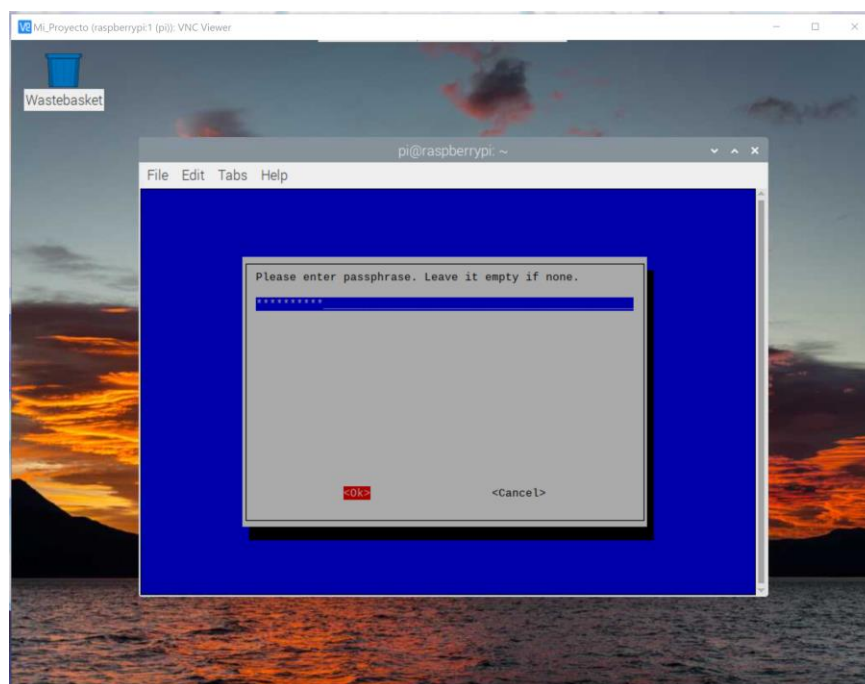 Mi_Proyecto (raspberrypi:1 (pi)): VNC Viewer
Wastebasket
pi@raspberrypi: ~
File Edit Tabs Help
Please enter passphrase. Leave it empty if none.
**********
<Ok> <Cancel>